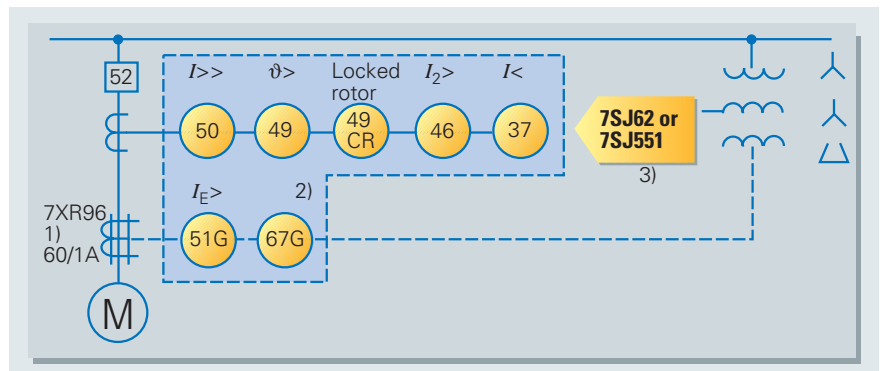 52
I>>
ϑ>
Locked
rotor
I2>
I<
50
49
49
CR
46
37
7SJ62 or
7SJ551
3)
IE>
2)
7XR96
1)
60/1A
51G
67G
M